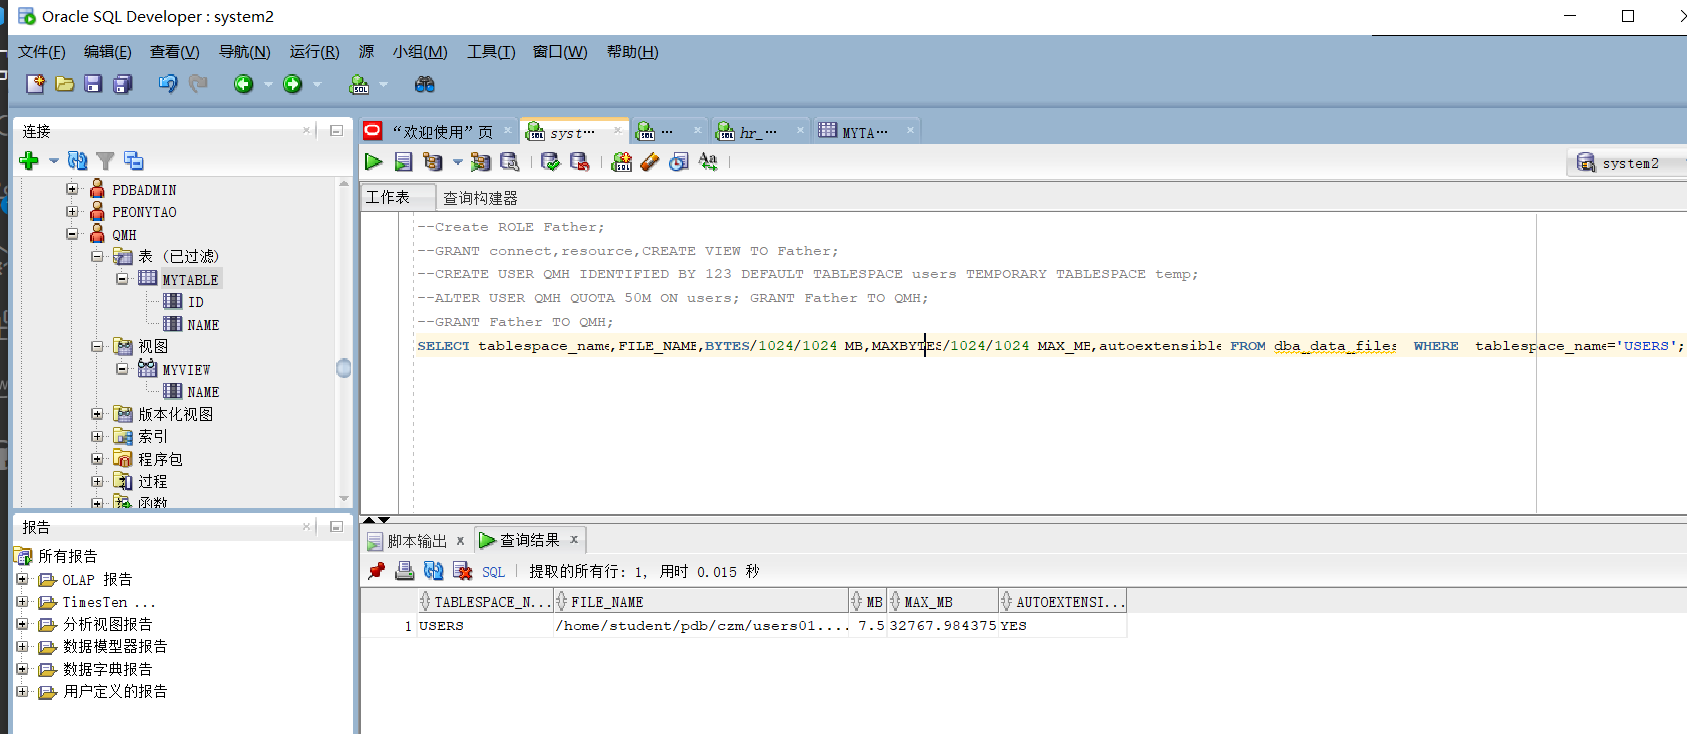 Oracle SQL Developer : system2
文件(F) 编辑(E) 查看(V) 导航(N) 运行(R) 源 小组(M) 工具(T) 窗口(W) 帮助(H)
连接
PDBADMIN
PEONYTAO
QMH
表 (已过滤)
MYTABLE
ID
NAME
视图
MYVIEW
NAME
版本化视图
索引
程序包
过程
函数
报告
所有报告
OLAP 报告
TimesTen ...
分析视图报告
数据模型器报告
数据字典报告
用户定义的报告
“欢迎使用”页 syst... ... hr_... MYTA...
system2
工作表 查询构建器
--Create ROLE Father;
--GRANT connect,resource,CREATE VIEW TO Father;
--CREATE USER QMH IDENTIFIED BY 123 DEFAULT TABLESPACE users TEMPORARY TABLESPACE temp;
--ALTER USER QMH QUOTA 50M ON users; GRANT Father TO QMH;
--GRANT Father TO QMH;
SELECT tablespace_name,FILE_NAME,BYTES/1024/1024 MB,MAXBYTES/1024/1024 MAX_MB,autoextensible FROM dba_data_files  WHERE  tablespace_name='USERS';
脚本输出 x 查询结果 x
SQL | 提取的所有行: 1, 用时 0.015 秒
TABLESPACE_N... FILE_NAME MB MAX_MB AUTOEXTENSI...
1 USERS /home/student/pdb/czm/users01.... 7.5 32767.984375 YES